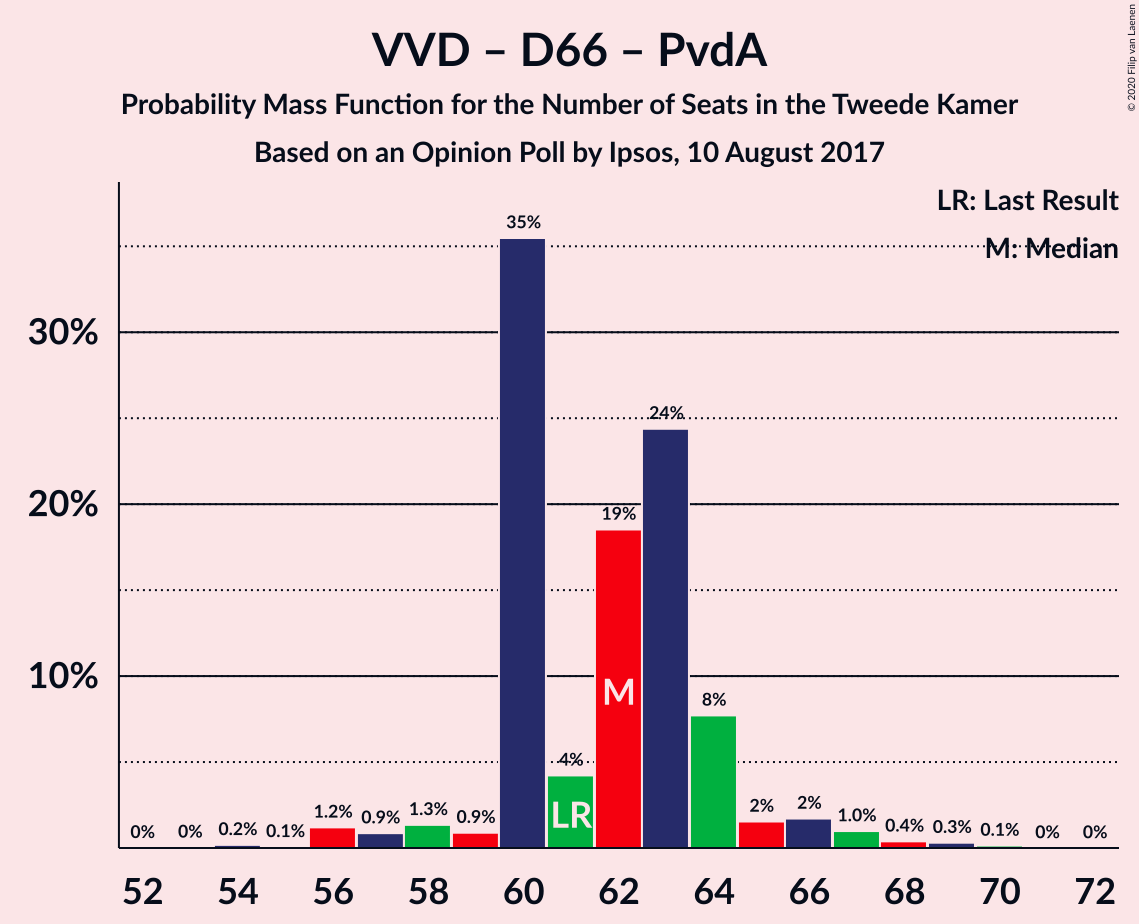 VVD – D66 – PvdA
Probability Mass Function for the Number of Seats in the Tweede Kamer
Based on an Opinion Poll by Ipsos, 10 August 2017
© 2020 Filip van Laenen
LR: Last Result
M: Median
30%
20%
10%
0%
0%
0.2%
0.1%
1.2%
0.9%
1.3%
0.9%
35%
4%
19%
24%
8%
2%
2%
1.0%
0.4%
0.3%
0.1%
0%
0%
LR
M
52 54 56 58 60 62 64 66 68 70 72